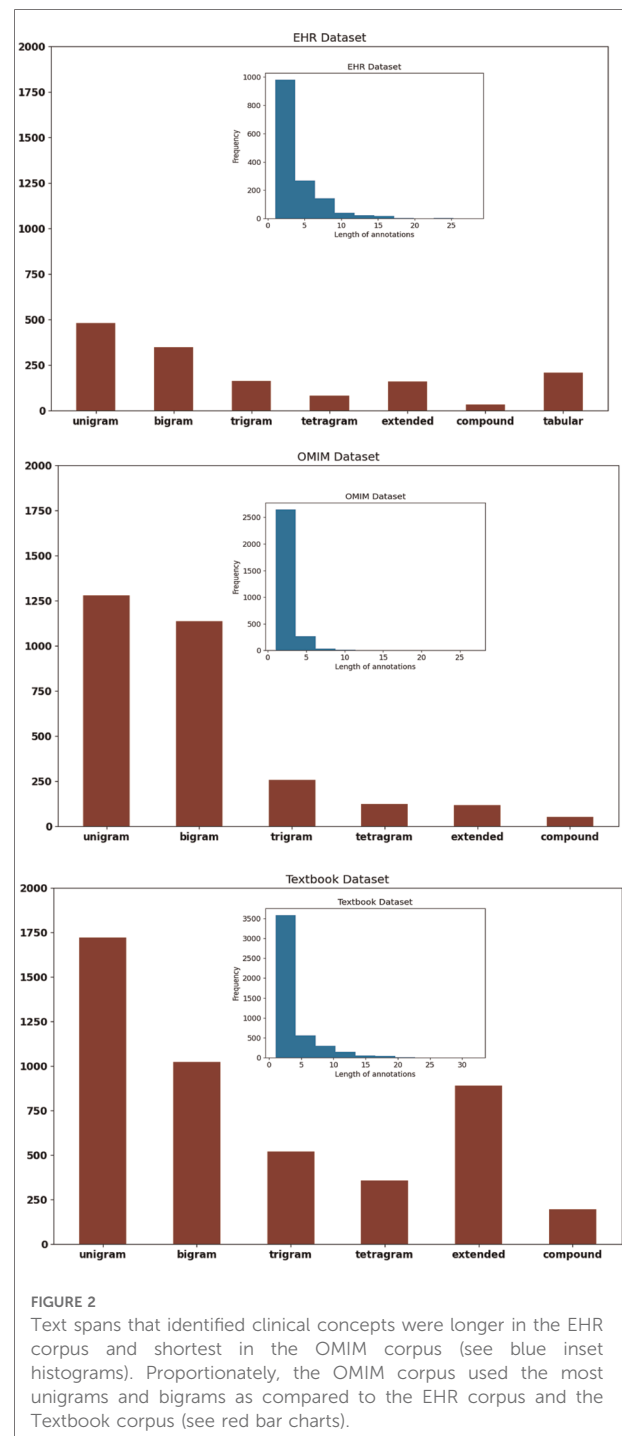 EHR Dataset
2000
1750
1500
1250
1000
750
500
250
0
EHR Dataset
1000
800
600
400
200
0
Frequency
0 5 10 15 20 25
Length of annotations
unigram bigram trigram tetragram extended compound tabular
OMIM Dataset
2000
1750
1500
1250
1000
750
500
250
0
OMIM Dataset
2500
2000
1500
1000
500
0
Frequency
0 5 10 15 20 25
Length of annotations
unigram bigram trigram tetragram extended compound
Textbook Dataset
2000
1750
1500
1250
1000
750
500
250
0
Textbook Dataset
3500
3000
2500
2000
1500
1000
500
0
Frequency
0 5 10 15 20 25 30
Length of annotations
unigram bigram trigram tetragram extended compound
FIGURE 2
Text spans that identified clinical concepts were longer in the EHR
corpus and shortest in the OMIM corpus (see blue inset
histograms). Proportionately, the OMIM corpus used the most
unigrams and bigrams as compared to the EHR corpus and the
Textbook corpus (see red bar charts).